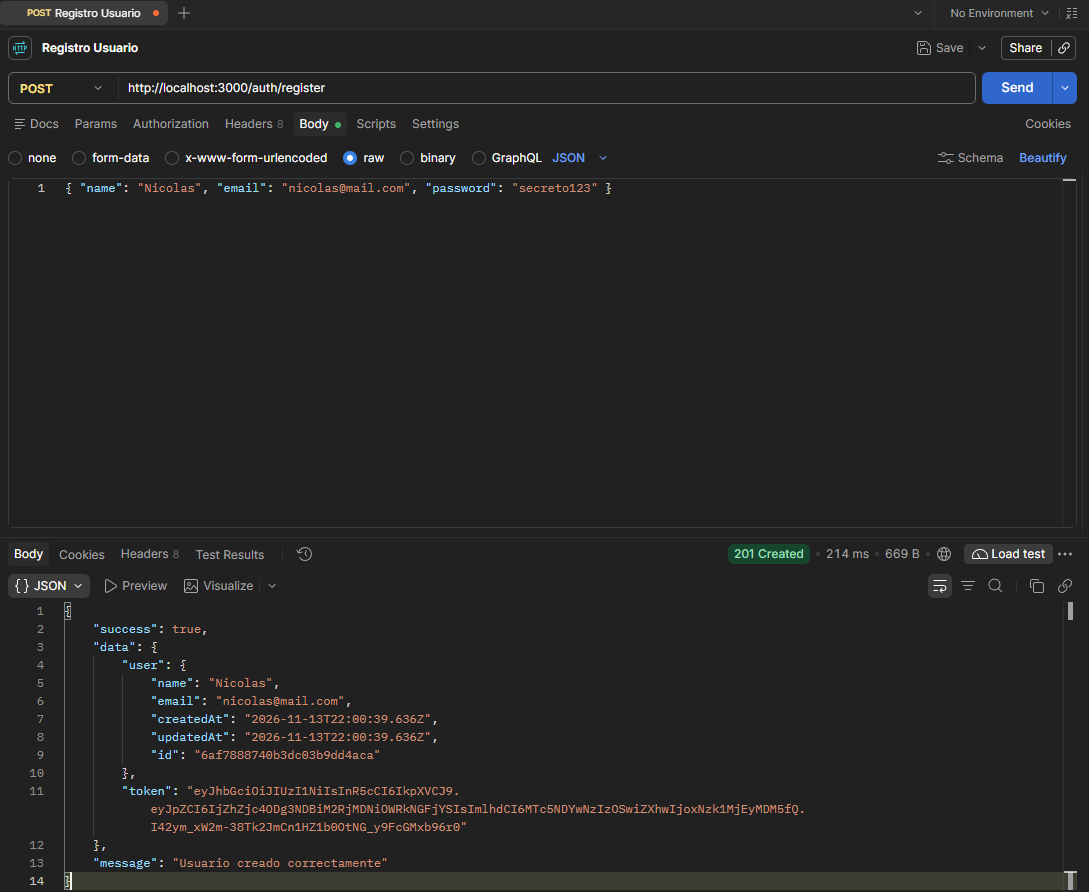 POST Registro Usuario
No Environment
HTTP Registro Usuario Save Share
POST http://localhost:3000/auth/register Send
Docs Params Authorization Headers 8 Body Scripts Settings Cookies
none form-data x-www-form-urlencoded raw binary GraphQL JSON Schema Beautify
1 { "name": "Nicolas", "email": "nicolas@mail.com", "password": "secreto123" }
Body Cookies Headers 8 Test Results 201 Created 214 ms 669 B Load test
{} JSON Preview Visualize
1 {
2 "success": true,
3 "data": {
4 "user": {
5 "name": "Nicolas",
6 "email": "nicolas@mail.com",
7 "createdAt": "2026-11-13T22:00:39.636Z",
8 "updatedAt": "2026-11-13T22:00:39.636Z",
9 "id": "6af7888740b3dc03b9dd4aca"
10 },
11 "token": "eyJhbGciOiJIUzI1NiIsInR5cCI6IkpXVCJ9.
eyJpZCI6IjZhZjc4ODg3NDBiM2RjMDNiOWRkNGFjYSIsImlhdCI6MTc5NDYwNzIzOSwiZXhwIjoxNzk1MjEyMDM5fQ.
I42ym_xW2m-38Tk2JmCn1HZ1b0OtNG_y9FcGMxb96r0"
12 },
13 "message": "Usuario creado correctamente"
14 }